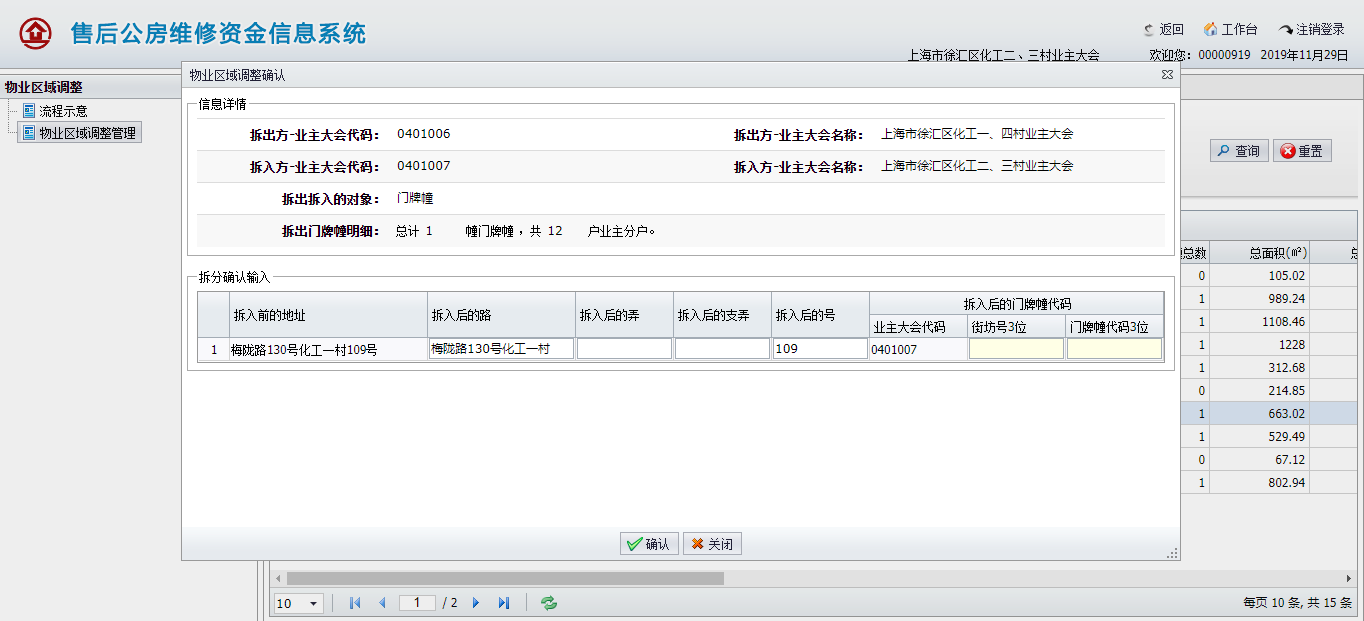 售后公房维修资金信息系统
返回 工作台 注销登录
上海市徐汇区化工二、三村业主大会 欢迎您：00000919 2019年11月29日
物业区域调整
流程示意
物业区域调整管理
物业区域调整确认
信息详情
拆出方-业主大会代码： 0401006 拆出方-业主大会名称： 上海市徐汇区化工一、四村业主大会
拆入方-业主大会代码： 0401007 拆入方-业主大会名称： 上海市徐汇区化工二、三村业主大会
拆出拆入的对象： 门牌幢
拆出门牌幢明细： 总计 1 幢门牌幢，共 12 户业主分户。
拆分确认输入
拆入前的地址 拆入后的路 拆入后的弄 拆入后的支弄 拆入后的号 拆入后的门牌幢代码
业主大会代码 街坊号3位 门牌幢代码3位
1 梅陇路130号化工一村109号 梅陇路130号化工一村 109 0401007
确认 关闭
查询 重置
总数 总面积(㎡) 总
0 105.02
1 989.24
1 1108.46
1 1228
1 312.68
0 214.85
1 663.02
1 529.49
0 67.12
1 802.94
10 1 / 2 每页 10 条, 共 15 条